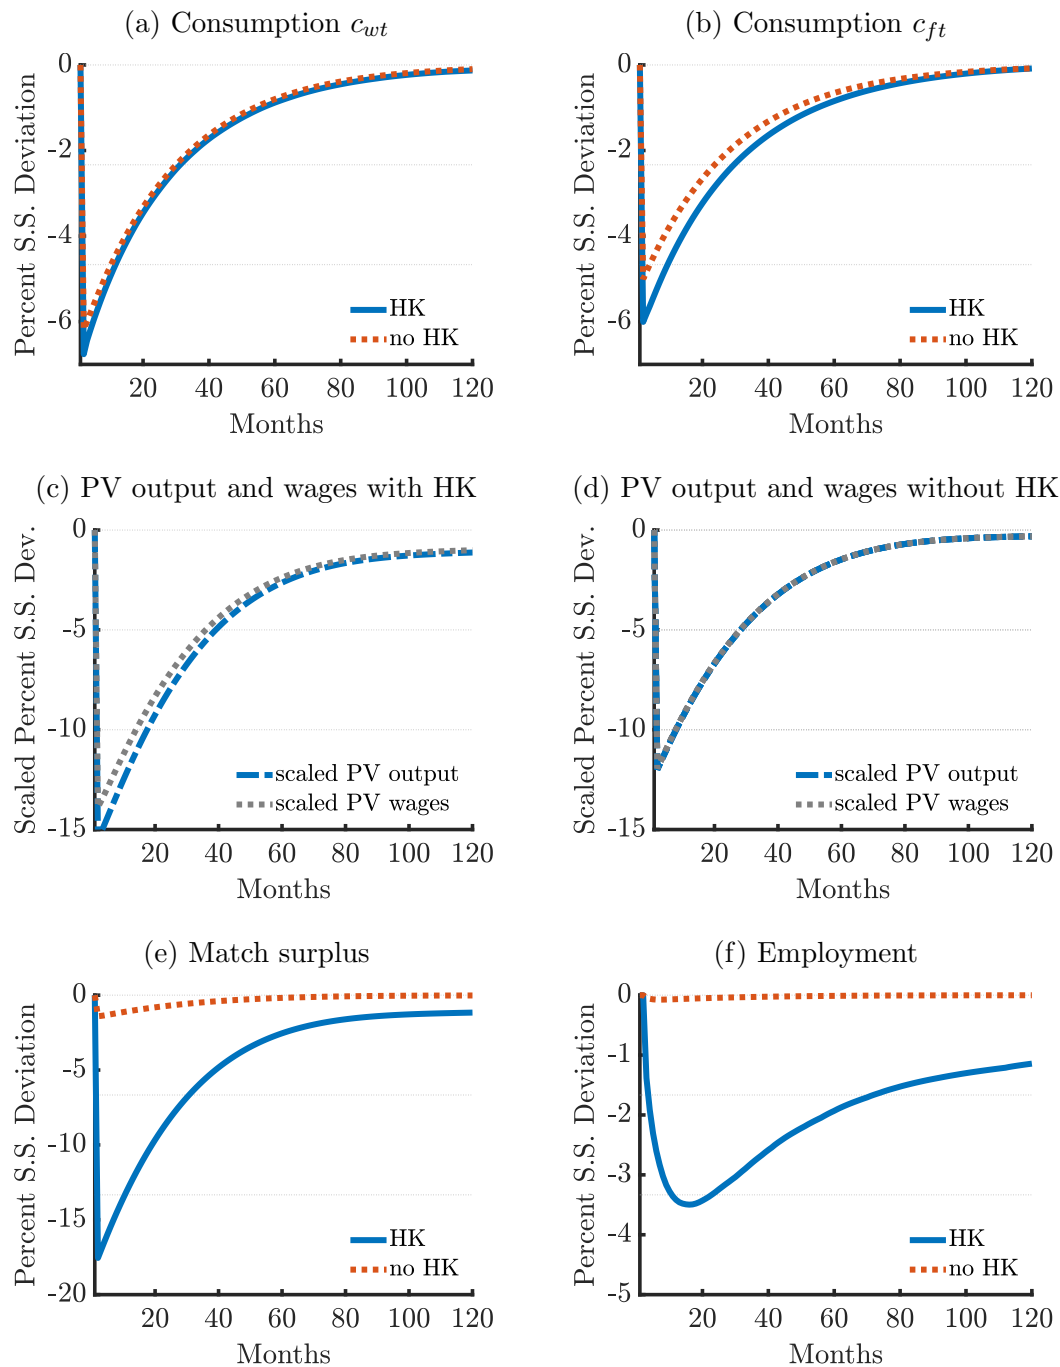 (a) Consumption c_wt
0
-2
-4
-6
Percent S.S. Deviation
HK
no HK
20 40 60 80 100 120
Months
(b) Consumption c_ft
0
-2
-4
-6
Percent S.S. Deviation
HK
no HK
20 40 60 80 100 120
Months
(c) PV output and wages with HK
0
-5
-10
-15
Scaled Percent S.S. Dev.
scaled PV output
scaled PV wages
20 40 60 80 100 120
Months
(d) PV output and wages without HK
0
-5
-10
-15
Scaled Percent S.S. Dev.
scaled PV output
scaled PV wages
20 40 60 80 100 120
Months
(e) Match surplus
0
-5
-10
-15
-20
Percent S.S. Deviation
HK
no HK
20 40 60 80 100 120
Months
(f) Employment
0
-1
-2
-3
-4
-5
Percent S.S. Deviation
HK
no HK
20 40 60 80 100 120
Months